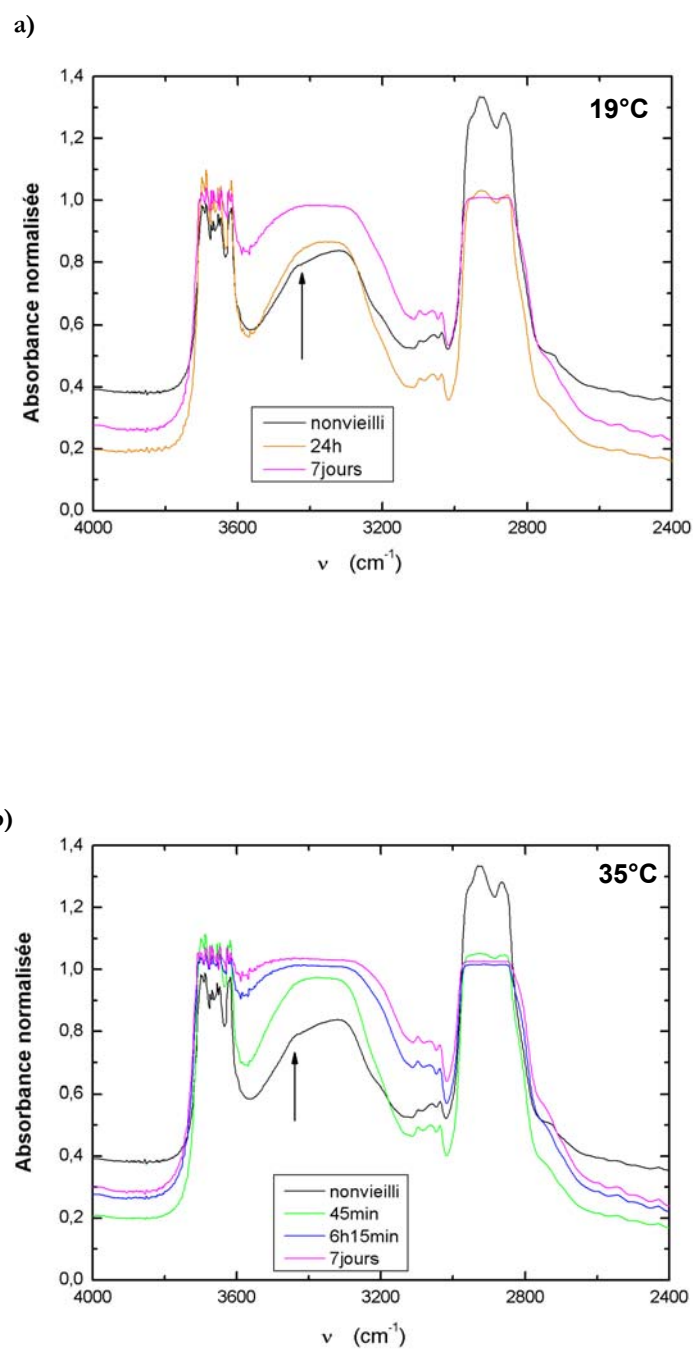 a)
1,4
19°C
1,2
1,0
0,8
0,6
0,4
0,2
0,0
Absorbance normalisée
nonvieilli
24h
7jours
4000 3600 3200 2800 2400
ν (cm-1)
)
1,4
35°C
1,2
1,0
0,8
0,6
0,4
0,2
0,0
Absorbance normalisée
nonvieilli
45min
6h15min
7jours
4000 3600 3200 2800 2400
ν (cm-1)